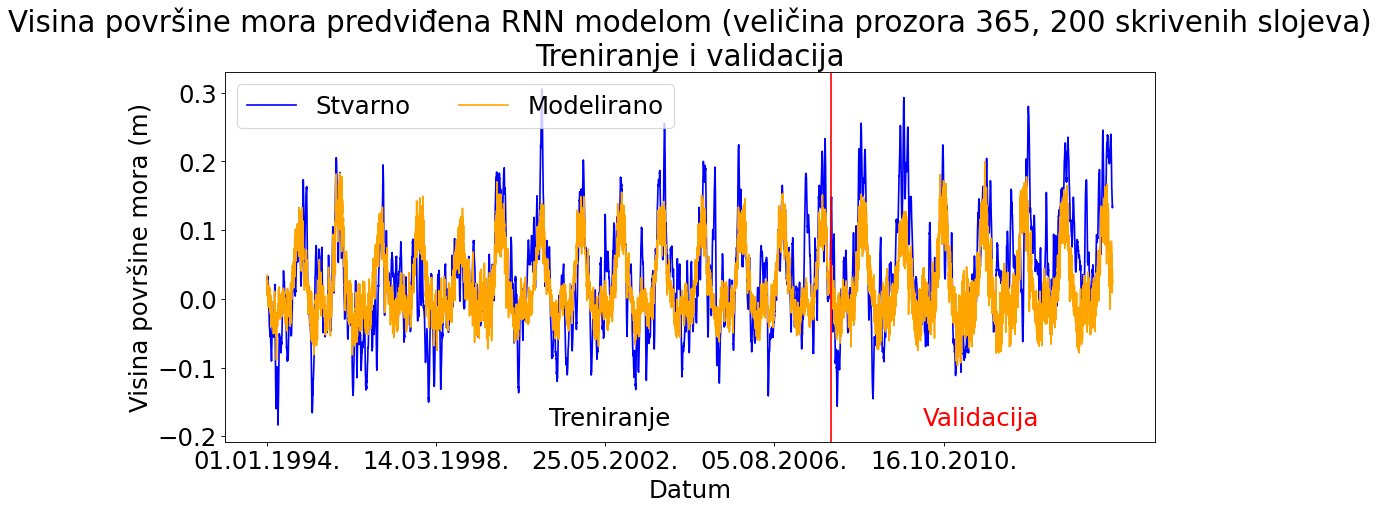 Visina površine mora predviđena RNN modelom (veličina prozora 365, 200 skrivenih slojeva)
Treniranje i validacija
Stvarno
Modelirano
Visina površine mora (m)
0.3
0.2
0.1
0.0
−0.1
−0.2
Treniranje
Validacija
01.01.1994.
14.03.1998.
25.05.2002.
05.08.2006.
16.10.2010.
Datum